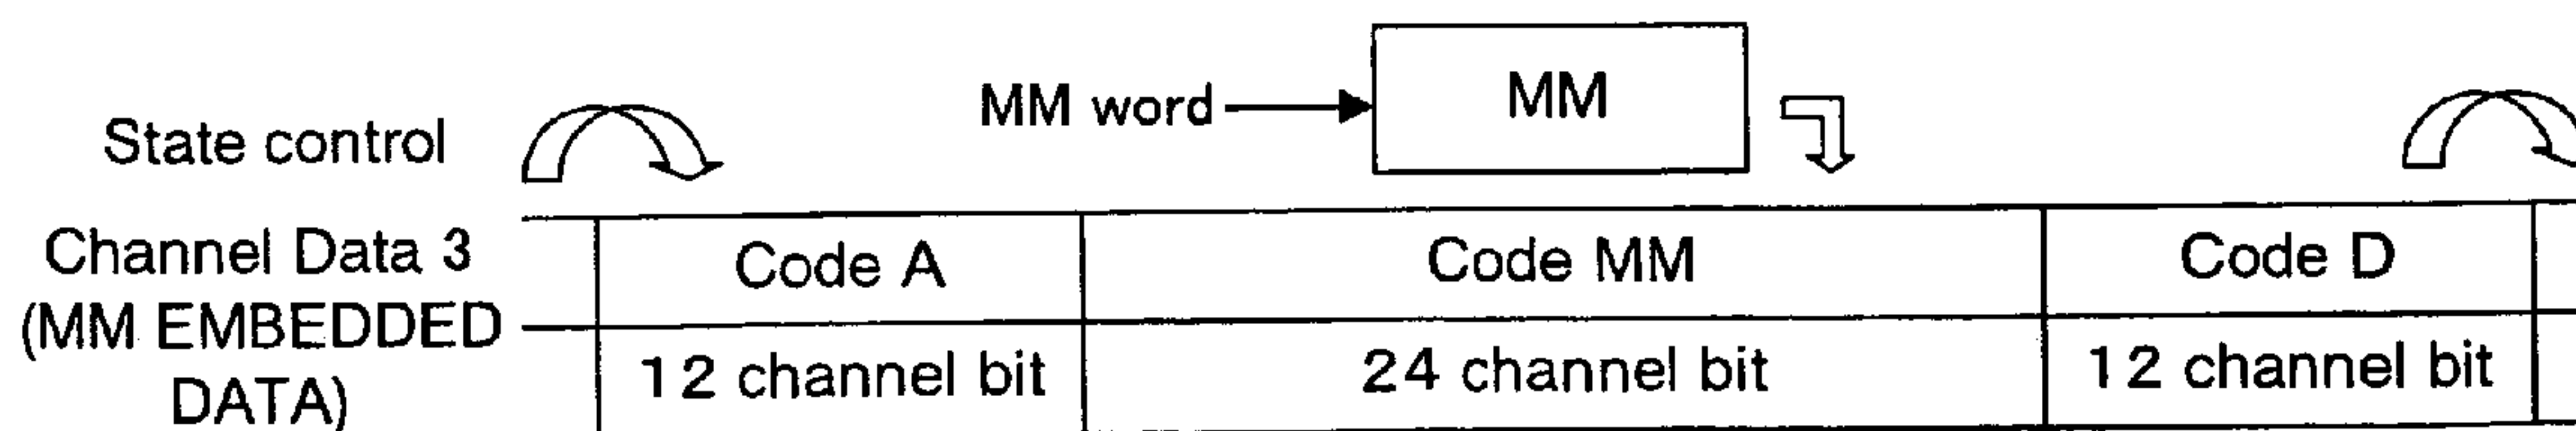 MM word
MM
State control
Channel Data 3
(MM EMBEDDED
DATA)
Code A
Code MM
Code D
12 channel bit
24 channel bit
12 channel bit